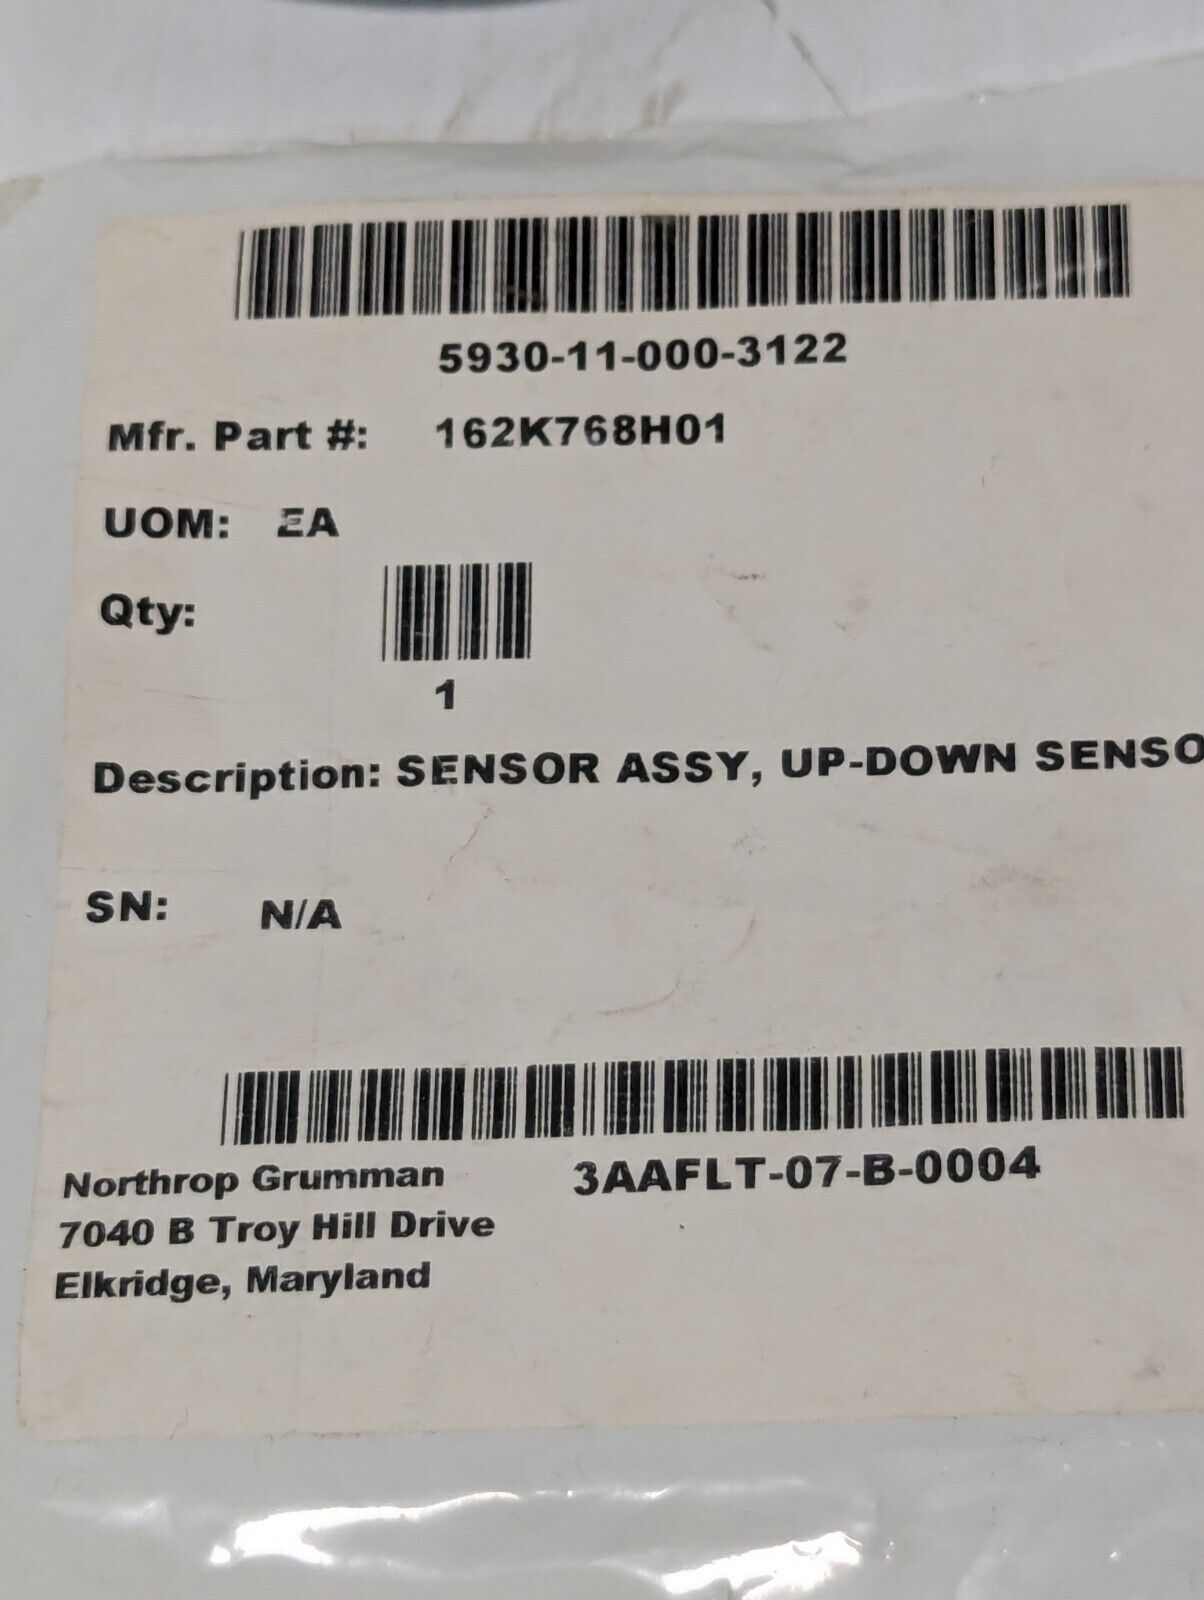 5930-11-000-3122
Mfr. Part #: 162K768H01
UOM: EA
Qty:
1
Description: SENSOR ASSY, UP-DOWN SENSO
SN: N/A
3AAFLT-07-B-0004
Northrop Grumman
7040 B Troy Hill Drive
Elkridge, Maryland